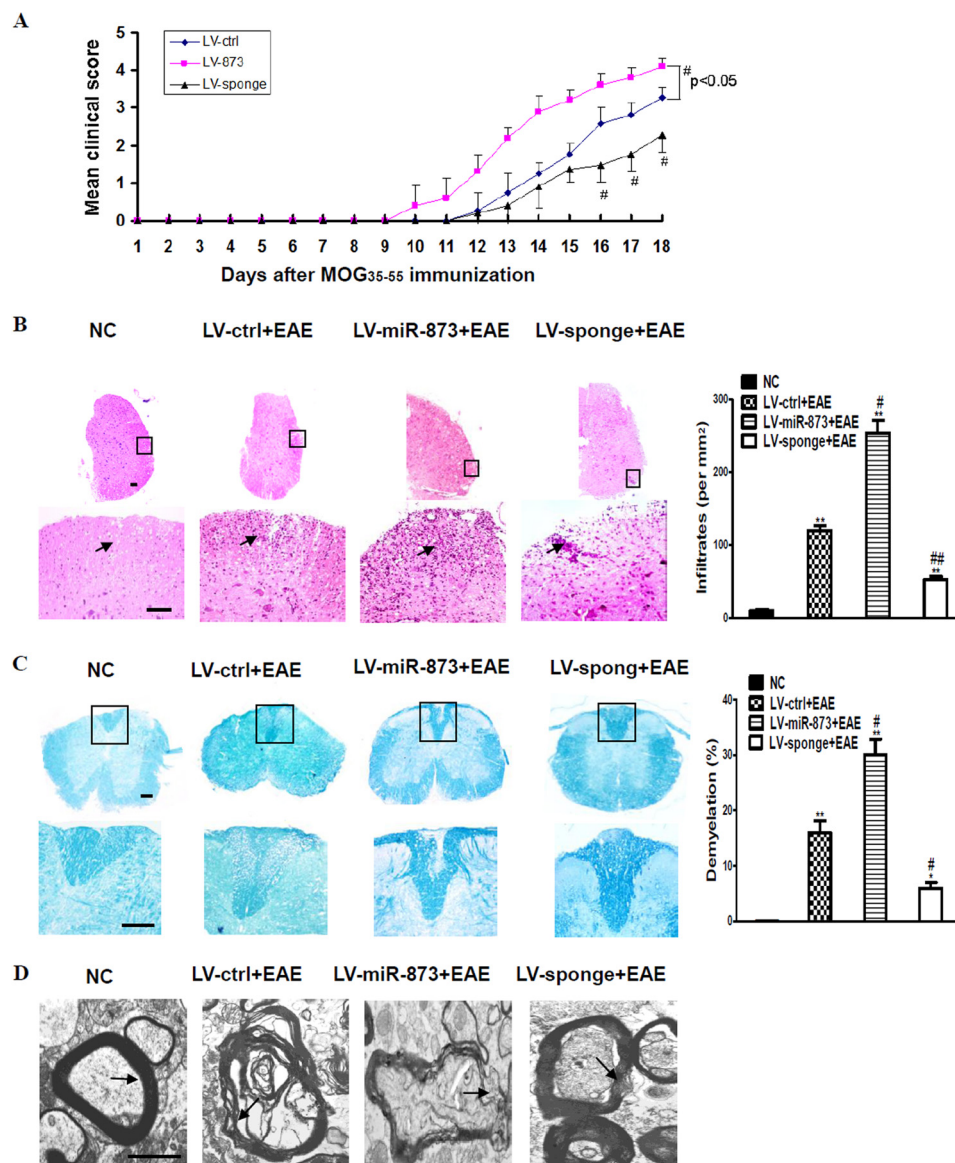 A
5
4
3
2
1
0
Mean clinical score
LV-ctrl
LV-873
LV-sponge
#
p<0.05
# # #
1 2 3 4 5 6 7 8 9 10 11 12 13 14 15 16 17 18
Days after MOG35-55 immunization
B
NC LV-ctrl+EAE LV-miR-873+EAE LV-sponge+EAE
NC
LV-ctrl+EAE
LV-miR-873+EAE
LV-sponge+EAE
300
200
100
0
Infiltrates (per mm2)
**
#
**
##
**
C
NC LV-ctrl+EAE LV-miR-873+EAE LV-spong+EAE
NC
LV-ctrl+EAE
LV-miR-873+EAE
LV-sponge+EAE
40
30
20
10
0
Demyelation (%)
**
#
**
#
*
D
NC LV-ctrl+EAE LV-miR-873+EAE LV-sponge+EAE